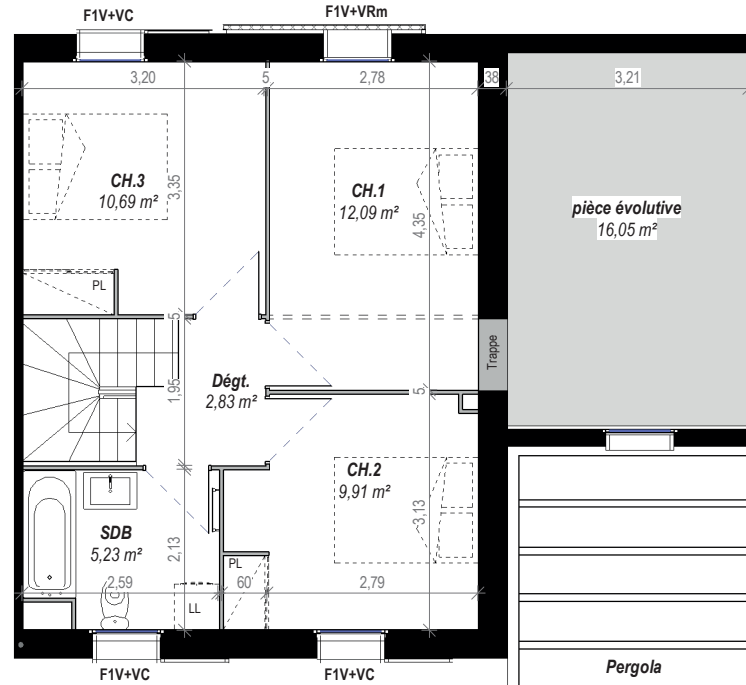 F1V+VC
F1V+VRm
3,20
5
2,78
38
3,21
CH.3
10,69 m²
3,35
CH.1
12,09 m²
4,35
pièce évolutive
16,05 m²
PL
5
Trappe
1,95
Dégt.
2,83 m²
5
CH.2
9,91 m²
3,13
SDB
5,23 m²
2,13
PL
2,59
60
2,79
LL
F1V+VC
F1V+VC
Pergola